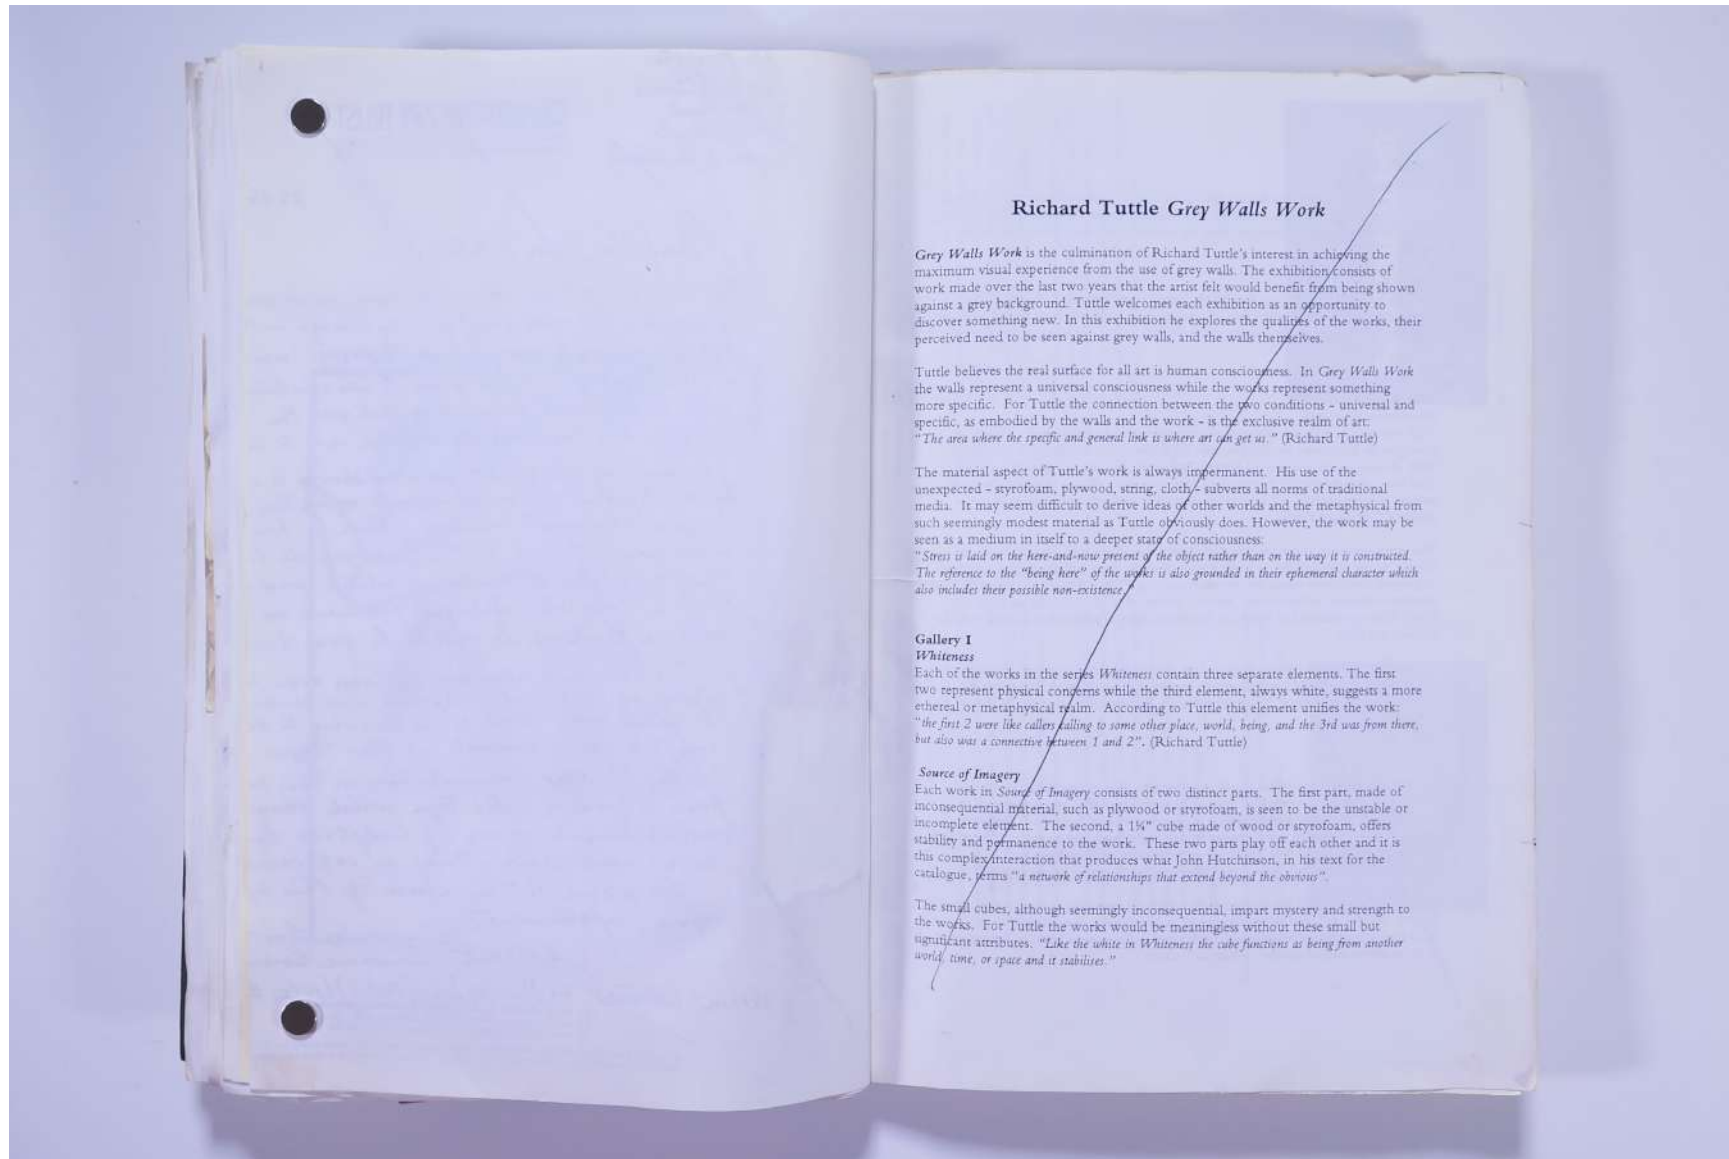 Richard Tuttle Grey Walls Work
Grey Walls Work is the culmination of Richard Tuttle's interest in achieving the
maximum visual experience from the use of grey walls. The exhibition consists of
work made over the last two years that the artist felt would benefit from being shown
against a grey background. Tuttle welcomes each exhibition as an opportunity to
discover something new. In this exhibition he explores the qualities of the works, their
perceived need to be seen against grey walls, and the walls themselves.
Tuttle believes the real surface for all art is human consciousness. In Grey Walls Work
the walls represent a universal consciousness while the works represent something
more specific. For Tuttle the connection between the two conditions - universal and
specific, as embodied by the walls and the work - is the exclusive realm of art:
"The area where the specific and general link is where art can get us." (Richard Tuttle)
The material aspect of Tuttle's work is always impermanent. His use of the
unexpected - styrofoam, plywood, string, cloth - subverts all norms of traditional
media. It may seem difficult to derive ideas of other worlds and the metaphysical from
such seemingly modest material as Tuttle obviously does. However, the work may be
seen as a medium in itself to a deeper state of consciousness:
"Stress is laid on the here-and-now present of the object rather than on the way it is constructed.
The reference to the "being here" of the works is also grounded in their ephemeral character which
also includes their possible non-existence."
Gallery I
Whiteness
Each of the works in the series Whiteness contain three separate elements. The first
two represent physical concerns while the third element, always white, suggests a more
ethereal or metaphysical realm. According to Tuttle this element unifies the work:
"the first 2 were like callers calling to some other place, world, being, and the 3rd was from there,
but also was a connective between 1 and 2". (Richard Tuttle)
Source of Imagery
Each work in Source of Imagery consists of two distinct parts. The first part, made of
inconsequential material, such as plywood or styrofoam, is seen to be the unstable or
incomplete element. The second, a 1¼" cube made of wood or styrofoam, offers
stability and permanence to the work. These two parts play off each other and it is
this complex interaction that produces what John Hutchinson, in his text for the
catalogue, terms "a network of relationships that extend beyond the obvious".
The small cubes, although seemingly inconsequential, impart mystery and strength to
the works. For Tuttle the works would be meaningless without these small but
significant attributes. "Like the white in Whiteness the cube functions as being from another
world, time, or space and it stabilises."